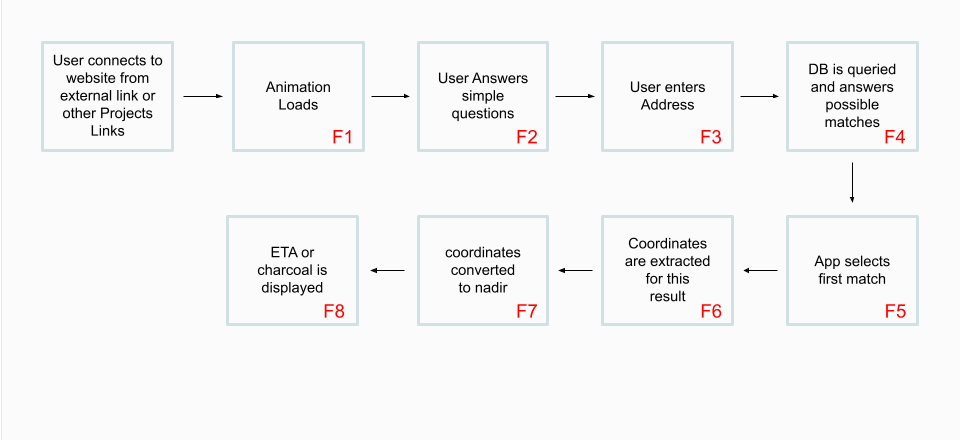 User connects to
website from
external link or
other Projects
Links
Animation
Loads
F1
User Answers
simple
questions
F2
User enters
Address
F3
DB is queried
and answers
possible
matches
F4
App selects
first match
F5
Coordinates
are extracted
for this
result
F6
coordinates
converted
to nadir
F7
ETA or
charcoal is
displayed
F8